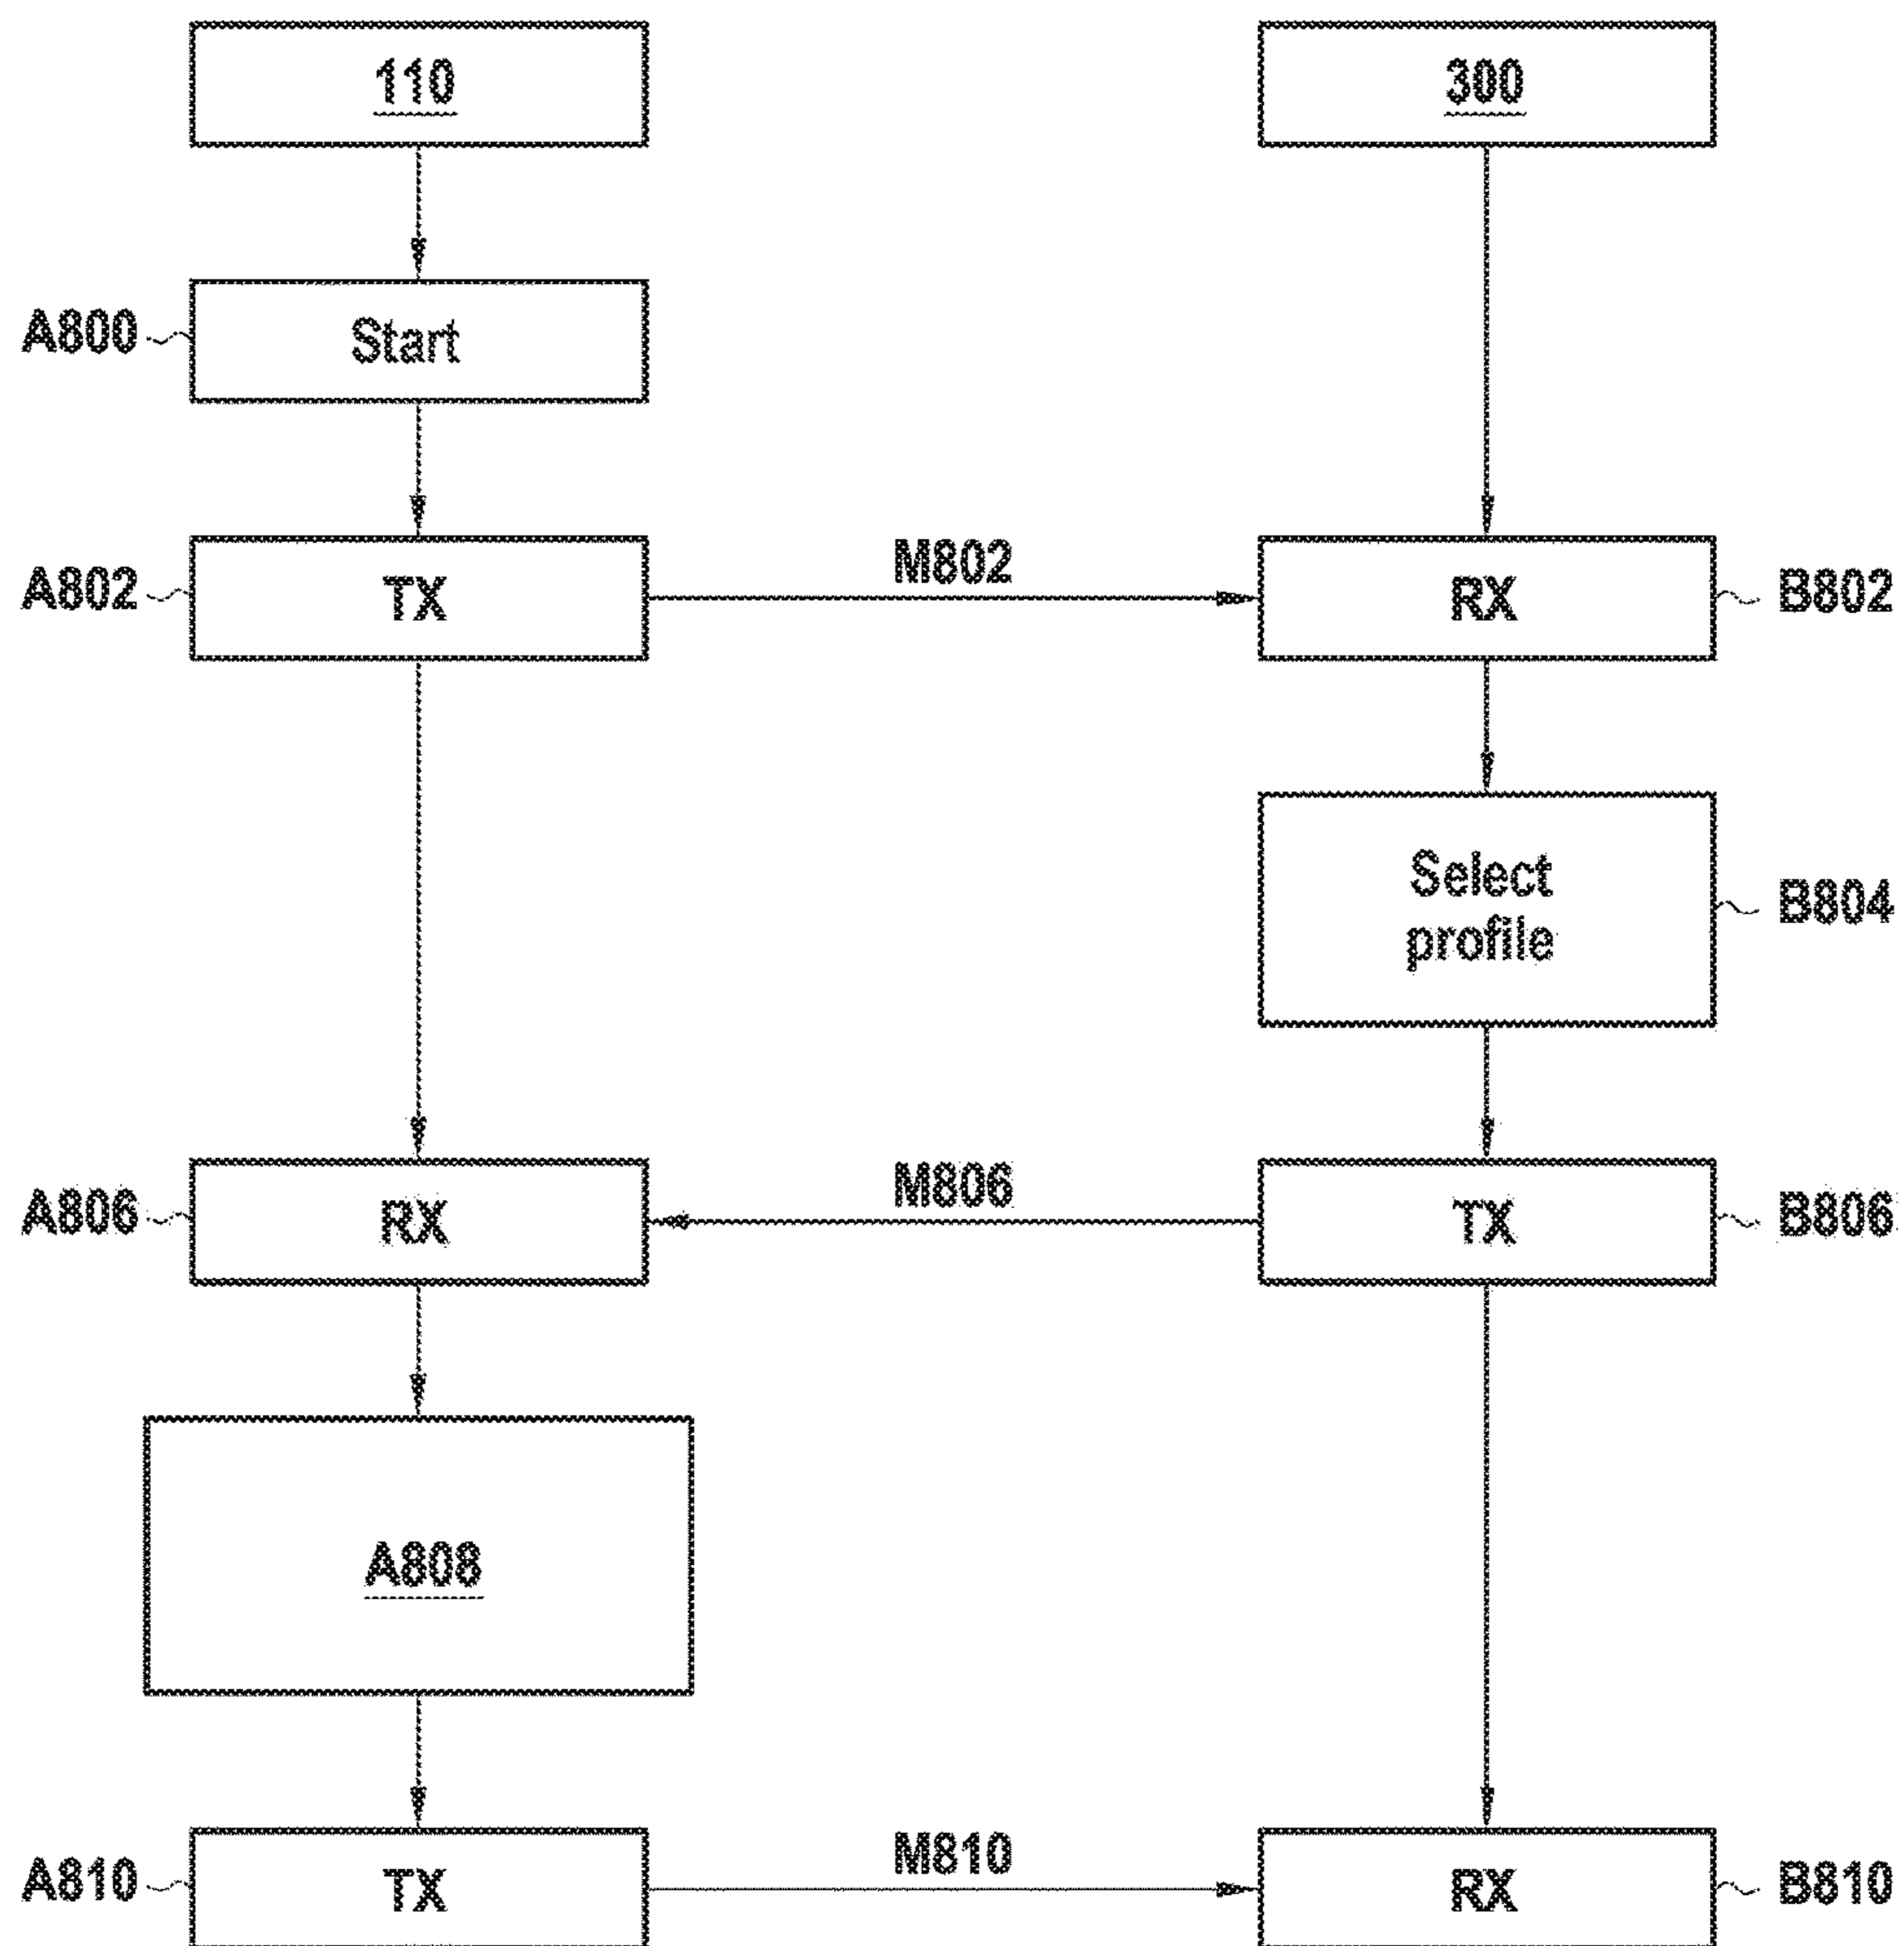 110
300
A800
Start
A802
TX
M802
RX
B802
Select
profile
B804
A806
RX
M806
TX
B806
A808
A810
TX
M810
RX
B810